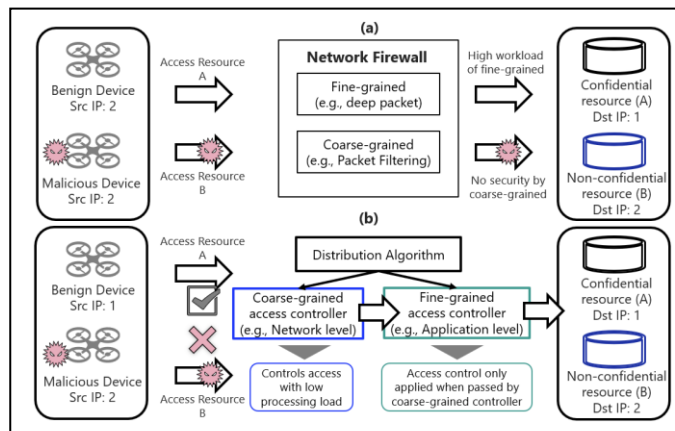 (a)
Benign Device
Src IP: 2
Malicious Device
Src IP: 2
Access Resource
A
Access Resource
B
Network Firewall
Fine-grained
(e.g., deep packet)
Coarse-grained
(e.g., Packet Filtering)
High workload
of fine-grained
No security by
coarse-grained
Confidential
resource (A)
Dst IP: 1
Non-confidential
resource (B)
Dst IP: 2
(b)
Benign Device
Src IP: 1
Malicious Device
Src IP: 2
Access Resource
A
Access Resource
B
Distribution Algorithm
Coarse-grained
access controller
(e.g., Network level)
Fine-grained
access controller
(e.g., Application level)
Controls access
with low
processing load
Access control only
applied when passed by
coarse-grained controller
Confidential
resource (A)
Dst IP: 1
Non-confidential
resource (B)
Dst IP: 2